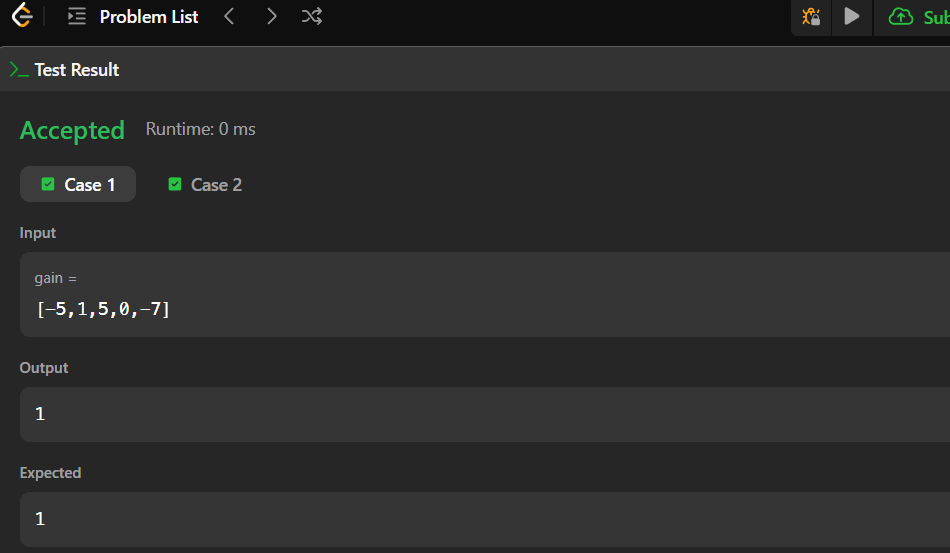 Problem List
Sub
Test Result
Accepted Runtime: 0 ms
Case 1 Case 2
Input
gain =
[-5,1,5,0,-7]
Output
1
Expected
1